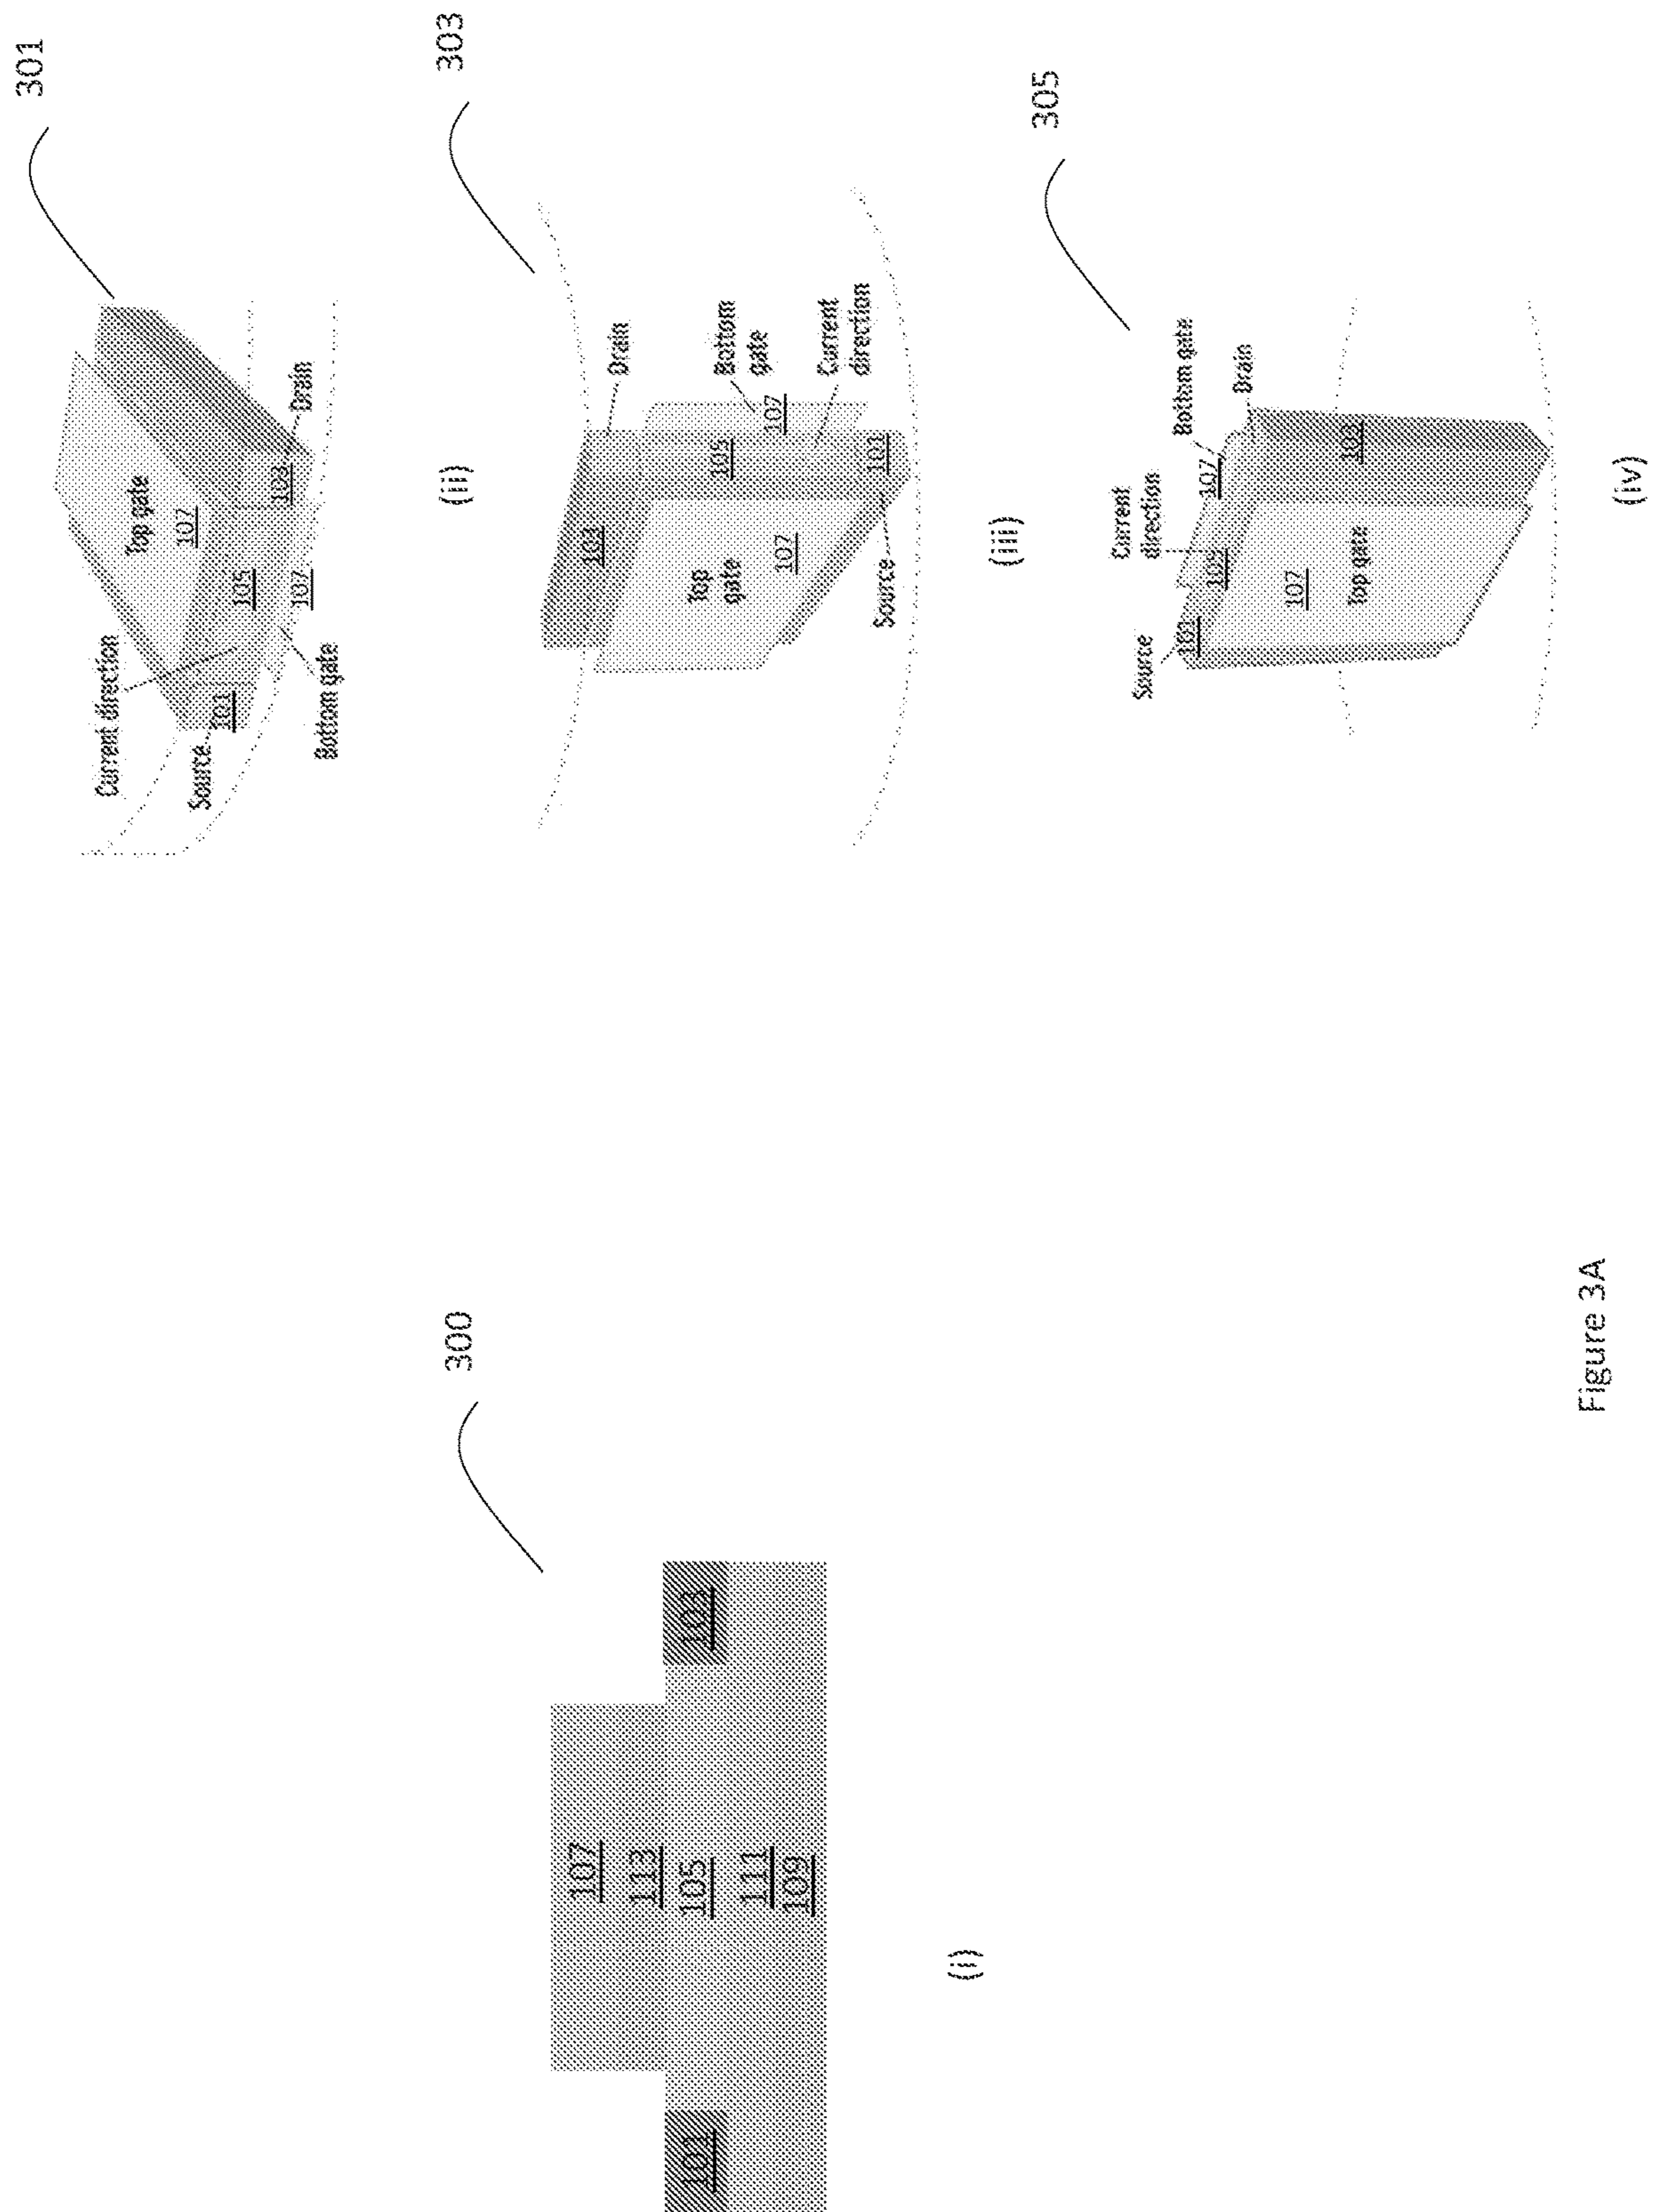 300
107
113
105
111
109
101
103
(i)
301
Current direction
Top gate
107
Source
101
105
103
Drain
107
Bottom gate
(ii)
303
103
Drain
Top
gate
107
105
Bottom
gate
107
Current
direction
101
Source
(iii)
305
Source
101
Current
direction
105
Bottom gate
107
Drain
103
107
Top gate
(iv)
Figure 3A